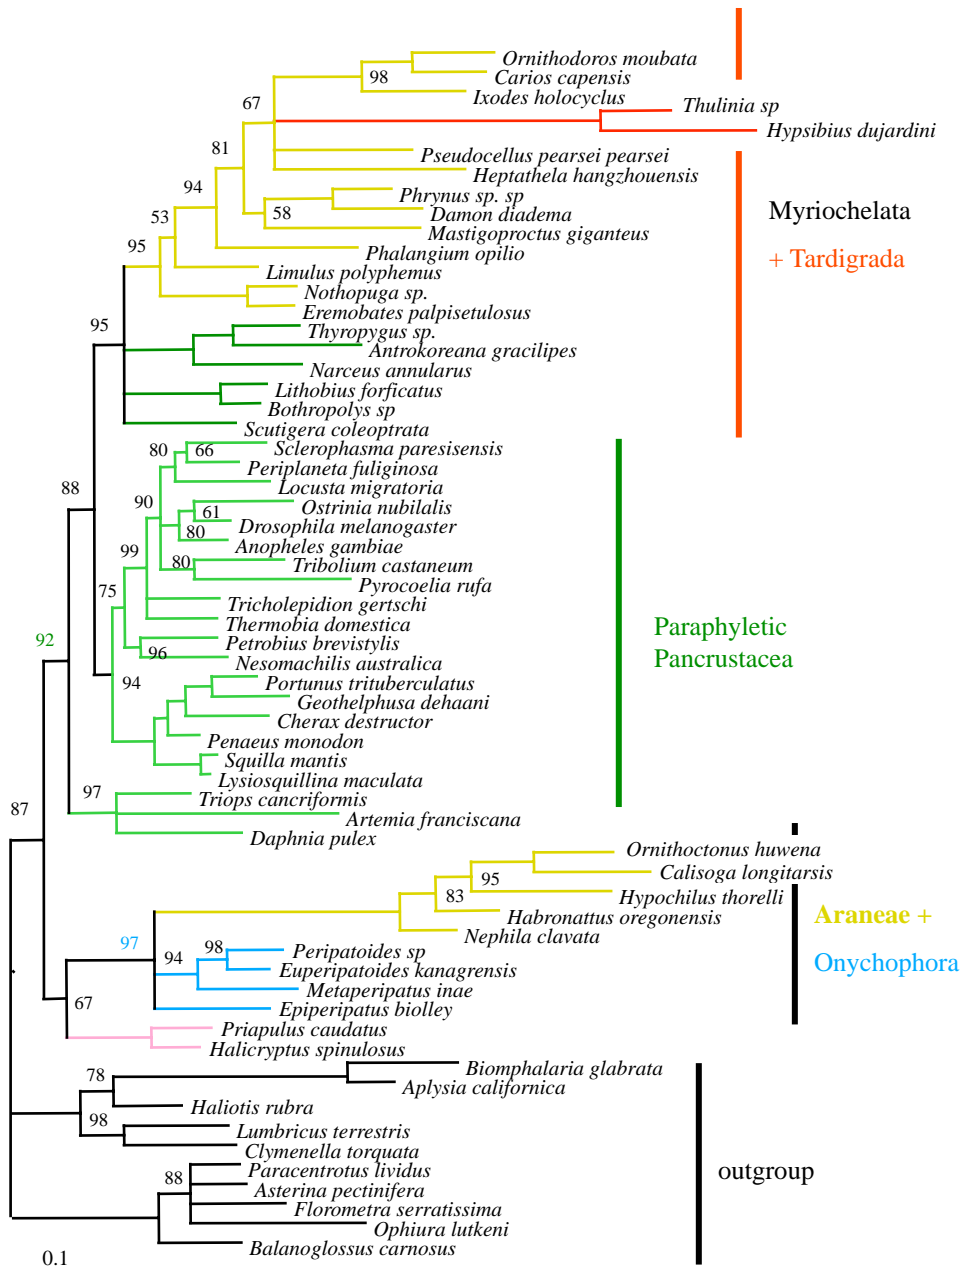 Ornithodoros moubata
98
Carios capensis
Ixodes holocyclus
67
Thulinia sp
Hypsibius dujardini
81
Pseudocellus pearsei pearsei
Heptathela hangzhouensis
94
Phrynus sp. sp
58
Damon diadema
Mastigoproctus giganteus
Myriochelata
53
95
Phalangium opilio
+ Tardigrada
Limulus polyphemus
Nothopuga sp.
Eremobates palpisetulosus
95
Thyropygus sp.
Antrokoreana gracilipes
Narceus annularus
Lithobius forficatus
Bothropolys sp
Scutigera coleoptrata
80
66
Sclerophasma paresisensis
Periplaneta fuliginosa
88
Locusta migratoria
90
Ostrinia nubilalis
61
Drosophila melanogaster
80
Anopheles gambiae
99
80
Tribolium castaneum
Pyrocoelia rufa
75
Tricholepidion gertschi
Thermobia domestica
92
Petrobius brevistylis
96
Nesomachilis australica
Paraphyletic
Pancrustacea
94
Portunus trituberculatus
Geothelphusa dehaani
Cherax destructor
Penaeus monodon
Squilla mantis
Lysiosquillina maculata
97
Triops cancriformis
87
Artemia franciscana
Daphnia pulex
Ornithoctonus huwena
95
Calisoga longitarsis
83
Hypochilus thorelli
Habronattus oregonensis
Araneae +
Nephila clavata
97
94
98
Peripatoides sp
Euperipatoides kanagrensis
Onychophora
Metaperipatus inae
67
Epiperipatus biolley
Priapulus caudatus
Halicryptus spinulosus
78
Biomphalaria glabrata
Aplysia californica
Haliotis rubra
98
Lumbricus terrestris
Clymenella torquata
88
Paracentrotus lividus
outgroup
Asterina pectinifera
Florometra serratissima
Ophiura lutkeni
Balanoglossus carnosus
0.1